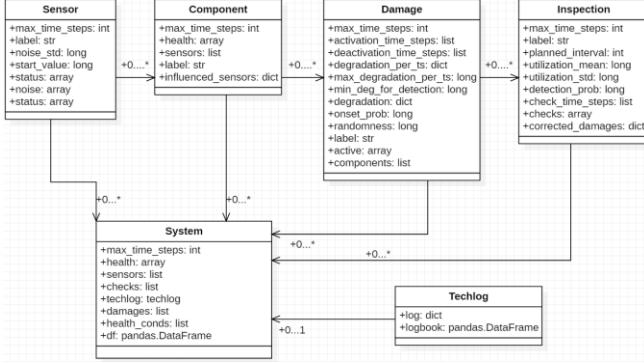 Sensor
+max_time_steps: int
+label: str
+noise_std: long
+start_value: long
+status: array
+noise: array
+status: array
+0....*
Component
+max_time_steps: int
+health: array
+sensors: list
+label: str
+influenced_sensors: dict
+0....*
Damage
+max_time_steps: int
+activation_time_steps: list
+deactivation_time_steps: list
+degradation_per_ts: dict
+max_degradation_per_ts: long
+min_deg_for_detection: long
+degradation: dict
+onset_prob: long
+randomness: long
+label: str
+active: array
+components: list
+0....*
Inspection
+max_time_steps: int
+label: str
+planned_interval: int
+utilization_mean: long
+utilization_std: long
+detection_prob: long
+check_time_steps: list
+checks: array
+corrected_damages: dict
+0...*
+0...*
+0...*
+0...*
System
+max_time_steps: int
+health: array
+sensors: list
+checks: list
+techlog: techlog
+damages: list
+health_conds: list
+df: pandas.DataFrame
+0...1
Techlog
+log: dict
+logbook: pandas.DataFrame